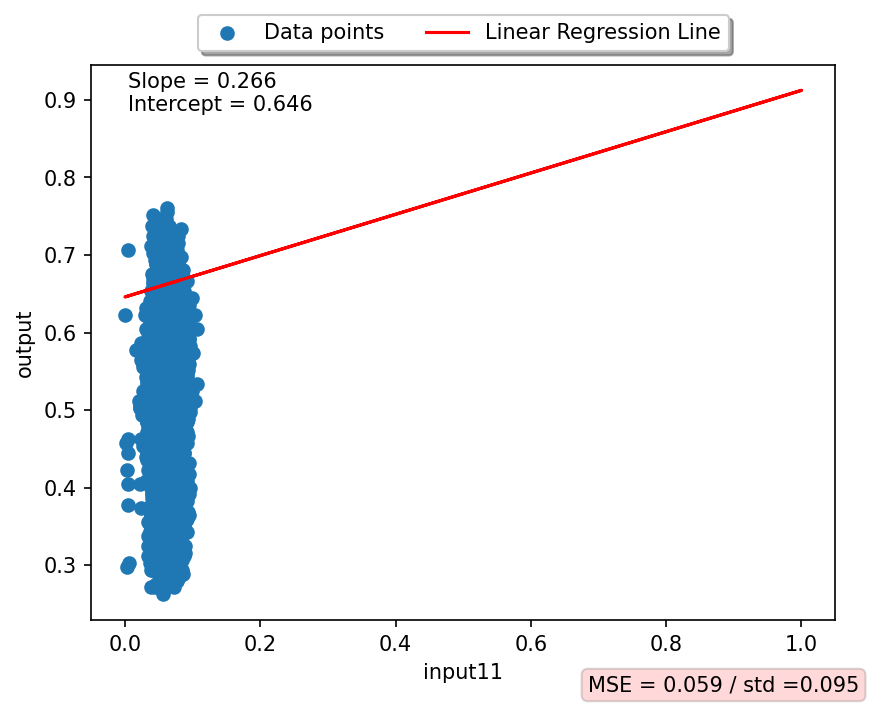 Data points
Linear Regression Line
Slope = 0.266
Intercept = 0.646
0.9
0.8
0.7
0.6
0.5
0.4
0.3
output
0.0 0.2 0.4 0.6 0.8 1.0
input11
MSE = 0.059 / std =0.095